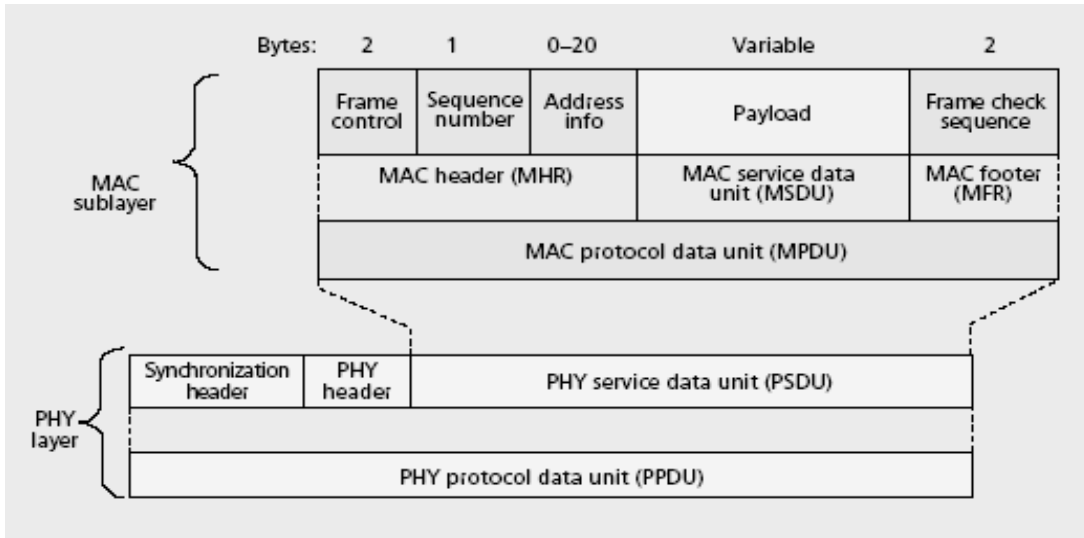 Bytes: 2 1 0–20 Variable 2
Frame control
Sequence number
Address info
Payload
Frame check sequence
MAC sublayer
MAC header (MHR)
MAC service data unit (MSDU)
MAC footer (MFR)
MAC protocol data unit (MPDU)
Synchronization header
PHY header
PHY service data unit (PSDU)
PHY layer
PHY protocol data unit (PPDU)